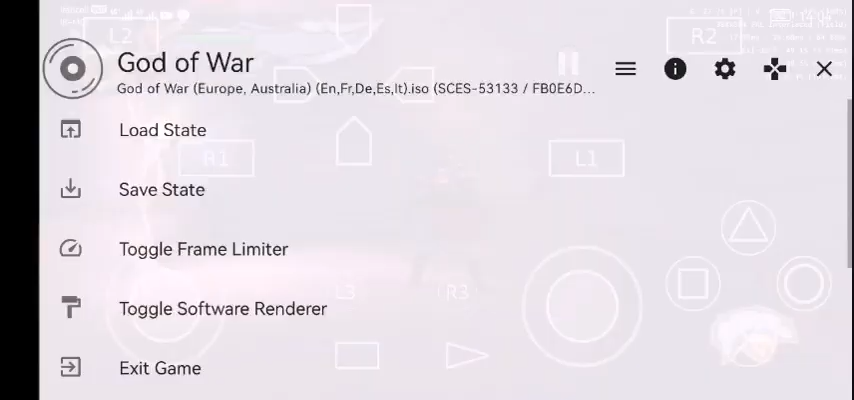 L2
R2
God of War
God of War (Europe, Australia) (En,Fr,De,Es,It).iso (SCES-53133 / FB0E6D...
Load State
R1
L1
Save State
Toggle Frame Limiter
L3
R3
Toggle Software Renderer
Exit Game